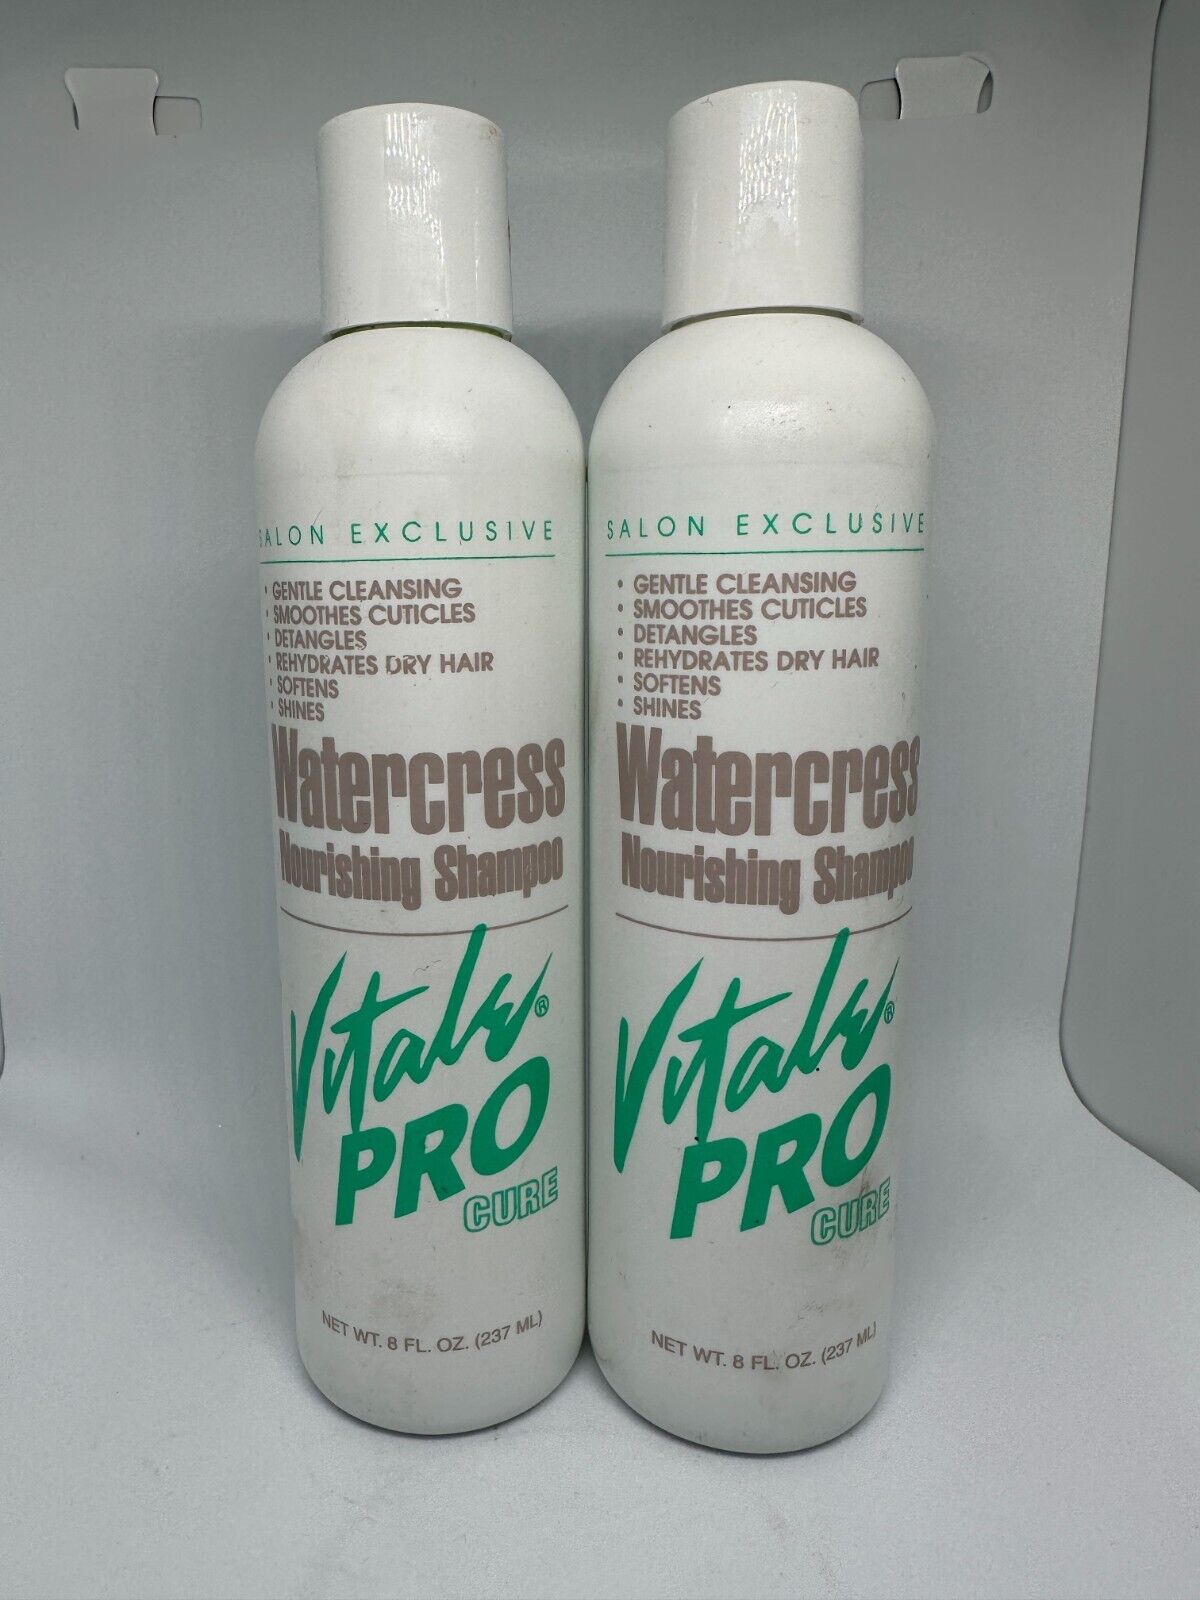 SALON EXCLUSIVE
• GENTLE CLEANSING
• SMOOTHES CUTICLES
• DETANGLES
• REHYDRATES DRY HAIR
• SOFTENS
• SHINES
Watercress
Nourishing Shampoo
Vitale®
PRO
CURE
NET WT. 8 FL. OZ. (237 ML)
SALON EXCLUSIVE
• GENTLE CLEANSING
• SMOOTHES CUTICLES
• DETANGLES
• REHYDRATES DRY HAIR
• SOFTENS
• SHINES
Watercress
Nourishing Shampoo
Vitale®
PRO
CURE
NET WT. 8 FL. OZ. (237 ML)